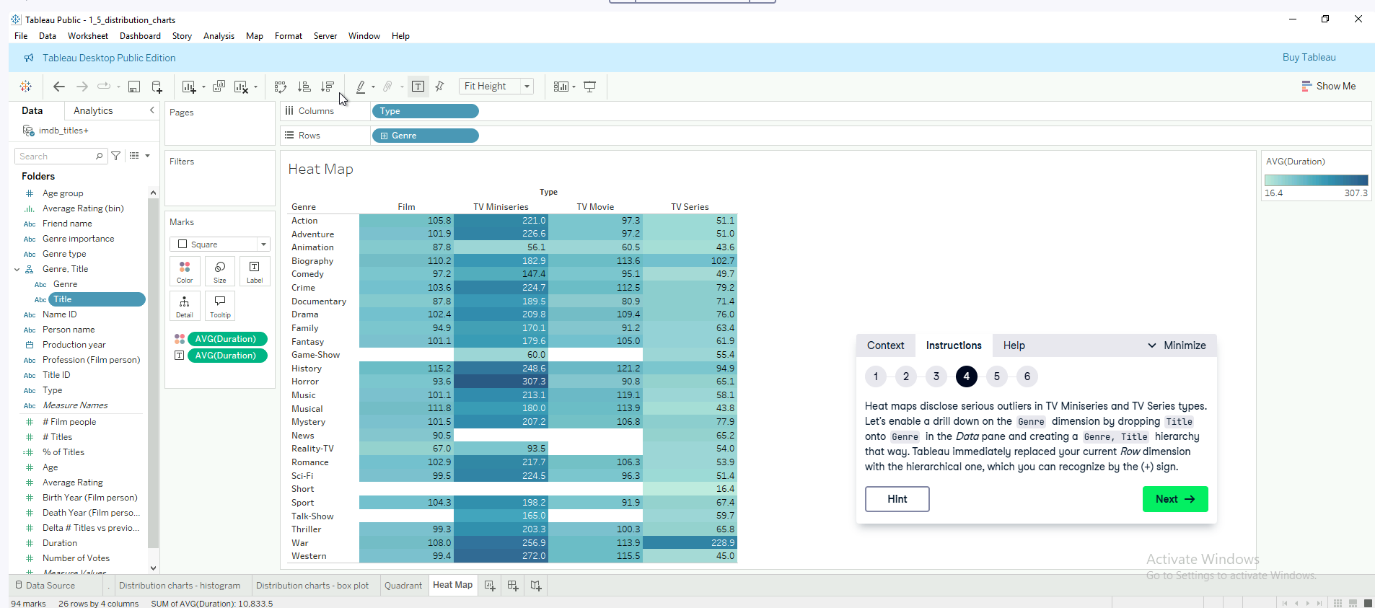 Tableau Public - 1_5_distribution_charts
File Data Worksheet Dashboard Story Analysis Map Format Server Window Help
Tableau Desktop Public Edition Buy Tableau
Fit Height Show Me
Data Analytics
imdb_titles+
Search
Folders
Age group
Average Rating (bin)
Abc Friend name
Abc Genre importance
Abc Genre type
Genre, Title
Abc Genre
Abc Title
Abc Name ID
Abc Person name
Production year
Abc Profession (Film person)
Abc Title ID
Abc Type
Abc Measure Names
# Film people
# Titles
% of Titles
Age
Average Rating
Birth Year (Film person)
Death Year (Film perso...
Delta # Titles vs previo...
Duration
Number of Votes
Measure Values
Pages
Filters
Marks
Square
Color Size Label
Detail Tooltip
AVG(Duration)
AVG(Duration)
Columns Type
Rows Genre
Heat Map
Type
Genre Film TV Miniseries TV Movie TV Series
Action 105.8 221.0 97.3 51.1
Adventure 101.9 226.6 97.2 51.0
Animation 87.8 56.1 60.5 43.6
Biography 110.2 182.9 113.6 102.7
Comedy 97.2 147.4 95.1 49.7
Crime 103.6 224.7 112.5 79.2
Documentary 87.8 189.5 80.9 71.4
Drama 102.4 209.8 109.4 76.0
Family 94.9 170.1 91.2 63.4
Fantasy 101.1 179.6 105.0 61.9
Game-Show 60.0 55.4
History 115.2 248.6 121.2 94.9
Horror 93.6 307.3 90.8 65.1
Music 101.1 213.1 119.1 58.1
Musical 111.8 180.0 113.9 43.8
Mystery 101.5 207.2 106.8 77.9
News 90.5 65.2
Reality-TV 67.0 93.5 54.0
Romance 102.9 217.7 106.3 53.9
Sci-Fi 99.5 224.5 96.3 51.4
Short 16.4
Sport 104.3 198.2 91.9 67.4
Talk-Show 165.0 59.7
Thriller 99.3 203.3 100.3 65.8
War 108.0 256.9 113.9 228.9
Western 99.4 272.0 115.5 45.0
AVG(Duration)
16.4 307.3
Context Instructions Help Minimize
1 2 3 4 5 6
Heat maps disclose serious outliers in TV Miniseries and TV Series types.
Let's enable a drill down on the Genre dimension by dropping Title
onto Genre in the Data pane and creating a Genre, Title hierarchy
that way. Tableau immediately replaced your current Row dimension
with the hierarchical one, which you can recognize by the (+) sign.
Hint Next →
Activate Windows
Go to Settings to activate Windows.
Data Source Distribution charts - histogram Distribution charts - box plot Quadrant Heat Map
94 marks 26 rows by 4 columns SUM of AVG(Duration): 10,833.5